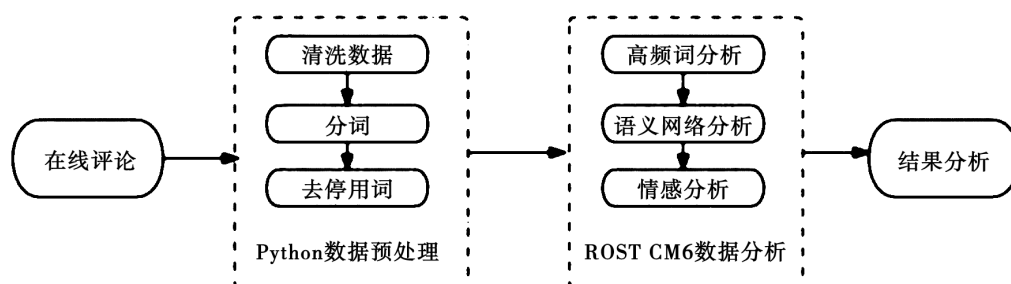 在线评论
清洗数据
分词
去停用词
Python数据预处理
高频词分析
语义网络分析
情感分析
ROST CM6数据分析
结果分析